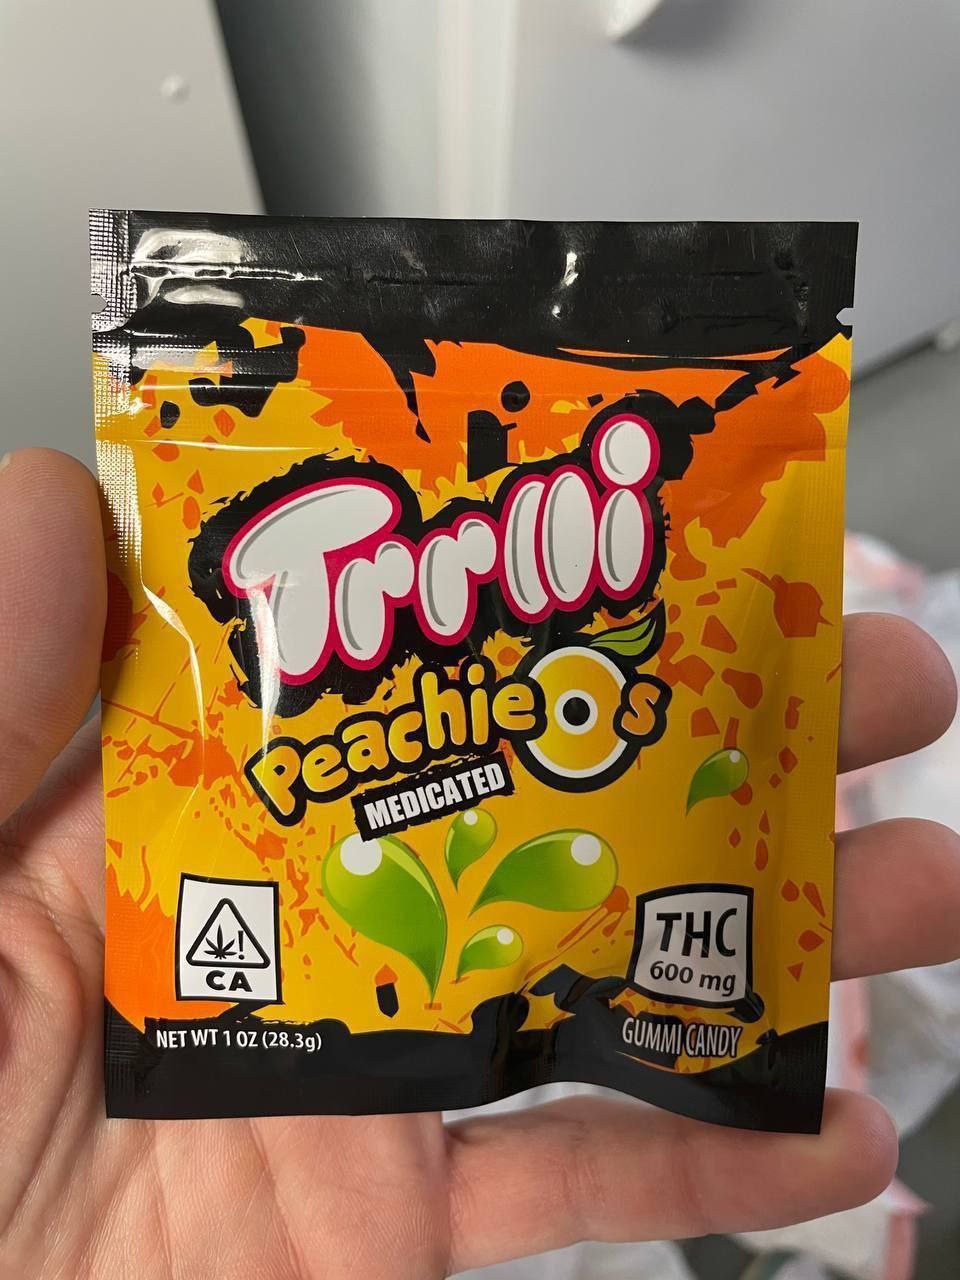 Trrlli
PeachieOs
MEDICATED
THC
600 mg
CA
NET WT 1 OZ (28.3g)
GUMMI CANDY